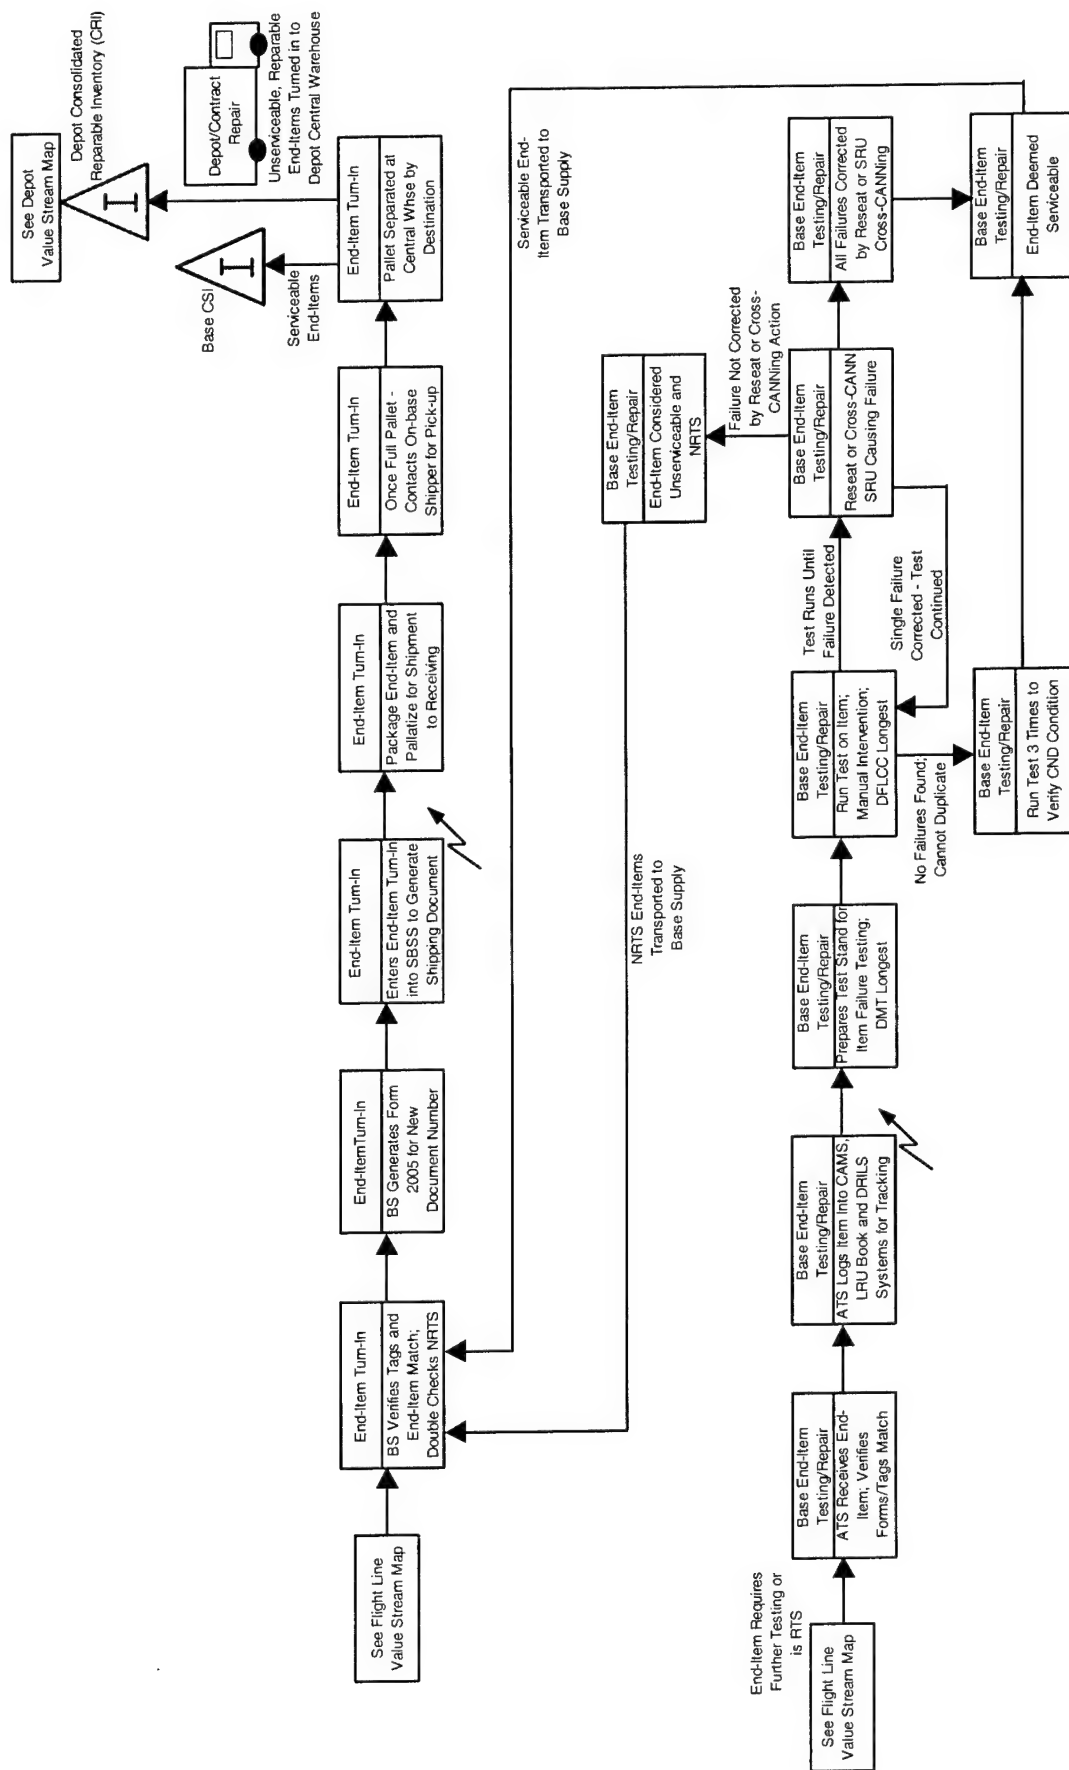 See Flight Line
Value Stream Map
End-Item Turn-In
BS Verifies Tags and
End-Item Match;
Double Checks NRTS
End-ItemTurn-In
BS Generates Form
2005 for New
Document Number
End-Item Turn-In
Enters End-Item Turn-In
into SBSS to Generate
Shipping Document
End-Item Turn-In
Package End-Item and
Pallatize for Shipment
to Receiving
End-Item Turn-In
Once Full Pallet -
Contacts On-base
Shipper for Pick-up
End-Item Turn-In
Pallet Separated at
Central Whse by
Destination
Serviceable
End-Items
Base CSI
I
Unserviceable, Reparable
End-Items Turned in to
Depot Central Warehouse
Depot/Contract
Repair
Depot Consolidated
Reparable Inventory (CRI)
I
See Depot
Value Stream Map
NRTS End-Items
Transported to
Base Supply
Serviceable End-
Item Transported to
Base Supply
End-Item Requires
Further Testing or
is RTS
See Flight Line
Value Stream Map
Base End-Item
Testing/Repair
ATS Receives End-
Item; Verifies
Forms/Tags Match
Base End-Item
Testing/Repair
ATS Logs Item Into CAMS,
LRU Book and DRILS
Systems for Tracking
Base End-Item
Testing/Repair
Prepares Test Stand for
Item Failure Testing;
DMT Longest
Base End-Item
Testing/Repair
Run Test on Item;
Manual Intervention;
DFLCC Longest
Test Runs Until
Failure Detected
Single Failure
Corrected - Test
Continued
No Failures Found;
Cannot Duplicate
Base End-Item
Testing/Repair
Run Test 3 Times to
Verify CND Condition
Base End-Item
Testing/Repair
Reseat or Cross-CANN
SRU Causing Failure
Failure Not Corrected
by Reseat or Cross-
CANNing Action
Base End-Item
Testing/Repair
End-Item Considered
Unserviceable and
NRTS
Base End-Item
Testing/Repair
All Failures Corrected
by Reseat or SRU
Cross-CANNing
Base End-Item
Testing/Repair
End-Item Deemed
Serviceable